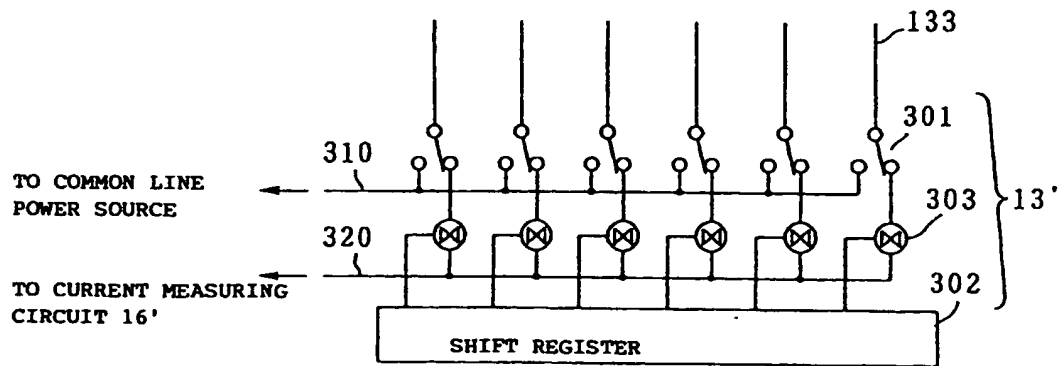 133
301
310
TO COMMON LINE
POWER SOURCE
13'
303
320
TO CURRENT MEASURING
CIRCUIT 16'
302
SHIFT REGISTER